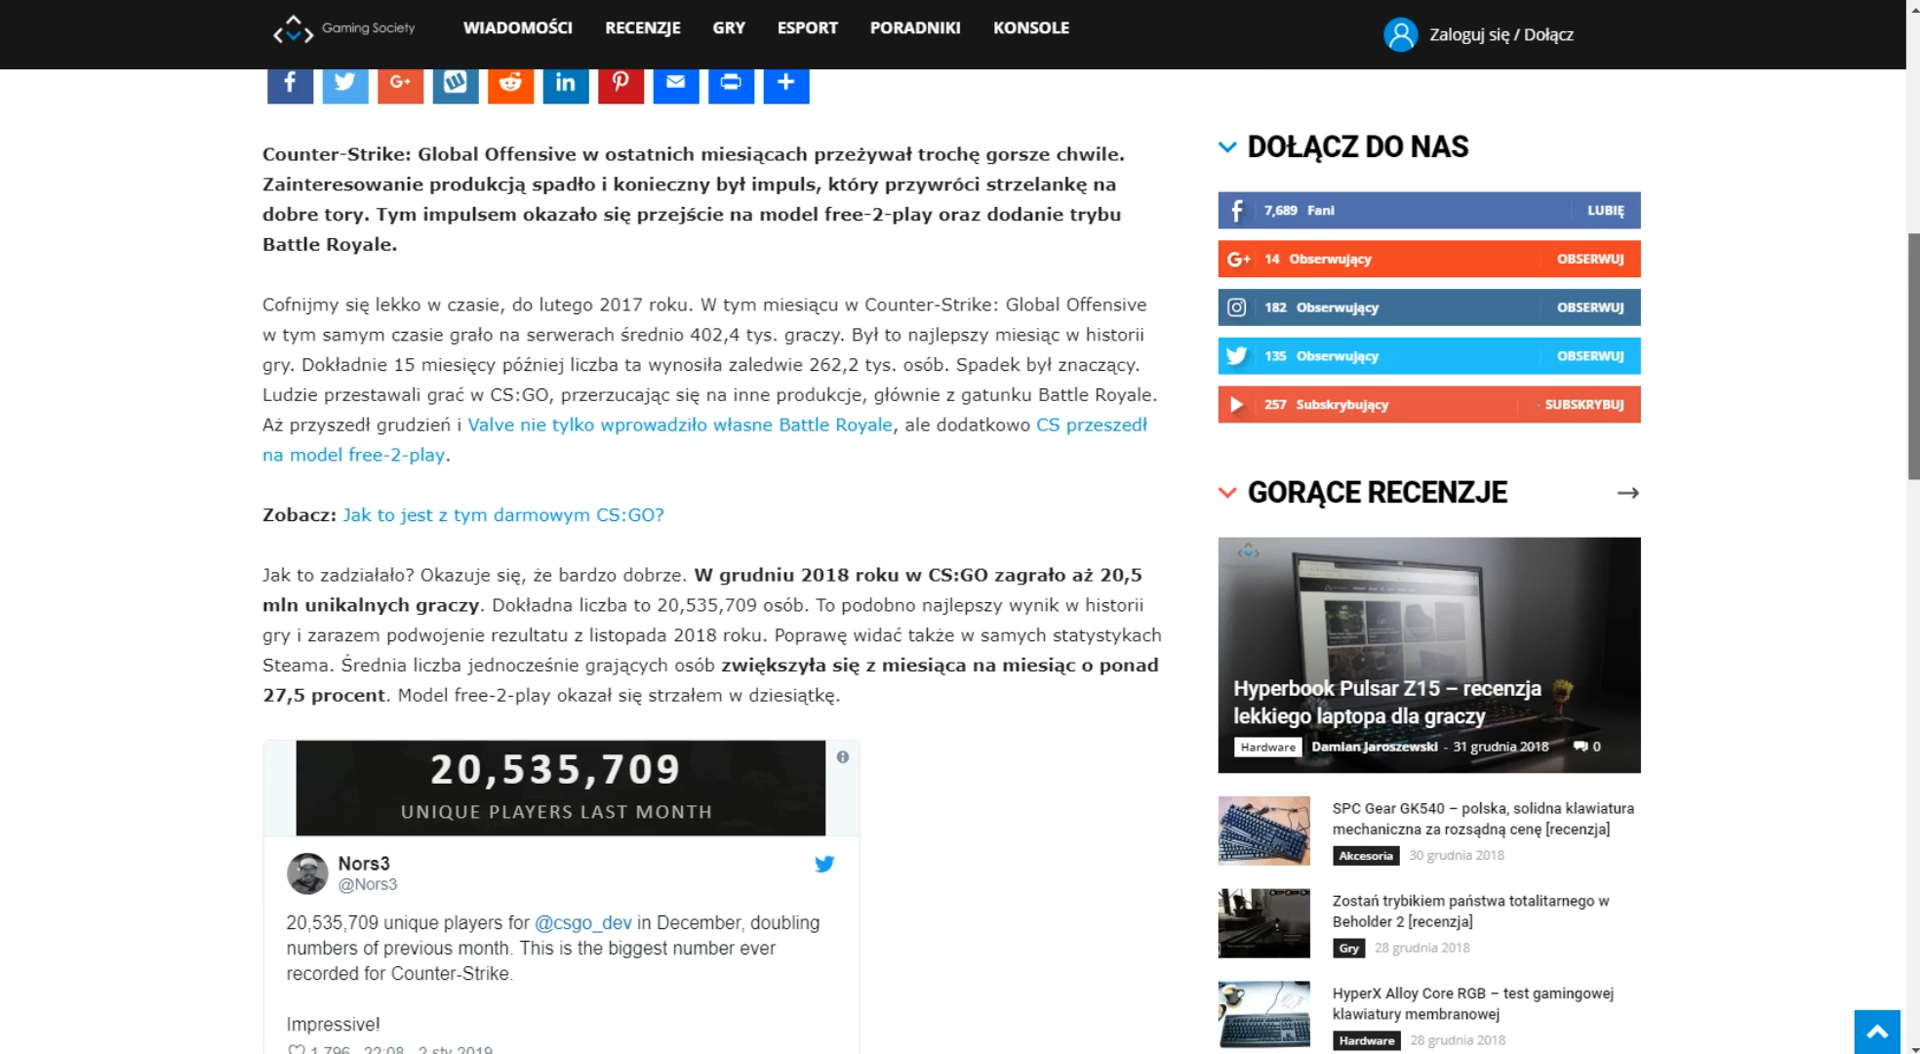 Gaming Society
WIADOMOŚCI RECENZJE GRY ESPORT PORADNIKI KONSOLE
Zaloguj się / Dołącz
Counter-Strike: Global Offensive w ostatnich miesiącach przeżywał trochę gorsze chwile.
Zainteresowanie produkcją spadło i konieczny był impuls, który przywróci strzelankę na
dobre tory. Tym impulsem okazało się przejście na model free-2-play oraz dodanie trybu
Battle Royale.
Cofnijmy się lekko w czasie, do lutego 2017 roku. W tym miesiącu w Counter-Strike: Global Offensive
w tym samym czasie grało na serwerach średnio 402,4 tys. graczy. Był to najlepszy miesiąc w historii
gry. Dokładnie 15 miesięcy później liczba ta wynosiła zaledwie 262,2 tys. osób. Spadek był znaczący.
Ludzie przestawali grać w CS:GO, przerzucając się na inne produkcje, głównie z gatunku Battle Royale.
Aż przyszedł grudzień i Valve nie tylko wprowadziło własne Battle Royale, ale dodatkowo CS przeszedł
na model free-2-play.
Zobacz: Jak to jest z tym darmowym CS:GO?
Jak to zadziałało? Okazuje się, że bardzo dobrze. W grudniu 2018 roku w CS:GO zagrało aż 20,5
mln unikalnych graczy. Dokładna liczba to 20,535,709 osób. To podobno najlepszy wynik w historii
gry i zarazem podwojenie rezultatu z listopada 2018 roku. Poprawę widać także w samych statystykach
Steama. Średnia liczba jednocześnie grających osób zwiększyła się z miesiąca na miesiąc o ponad
27,5 procent. Model free-2-play okazał się strzałem w dziesiątkę.
20,535,709
UNIQUE PLAYERS LAST MONTH
Nors3
@Nors3
20,535,709 unique players for @csgo_dev in December, doubling
numbers of previous month. This is the biggest number ever
recorded for Counter-Strike.
Impressive!
1 796 22:08 - 2 sty 2019
DOŁĄCZ DO NAS
7,689 Fani LUBIĘ
14 Obserwujący OBSERWUJ
182 Obserwujący OBSERWUJ
135 Obserwujący OBSERWUJ
257 Subskrybujący SUBSKRYBUJ
GORĄCE RECENZJE
Hyperbook Pulsar Z15 – recenzja
lekkiego laptopa dla graczy
Hardware Damian Jaroszewski - 31 grudnia 2018 0
SPC Gear GK540 – polska, solidna klawiatura
mechaniczna za rozsądną cenę [recenzja]
Akcesoria 30 grudnia 2018
Zostań trybikiem państwa totalitarnego w
Beholder 2 [recenzja]
Gry 28 grudnia 2018
HyperX Alloy Core RGB – test gamingowej
klawiatury membranowej
Hardware 28 grudnia 2018